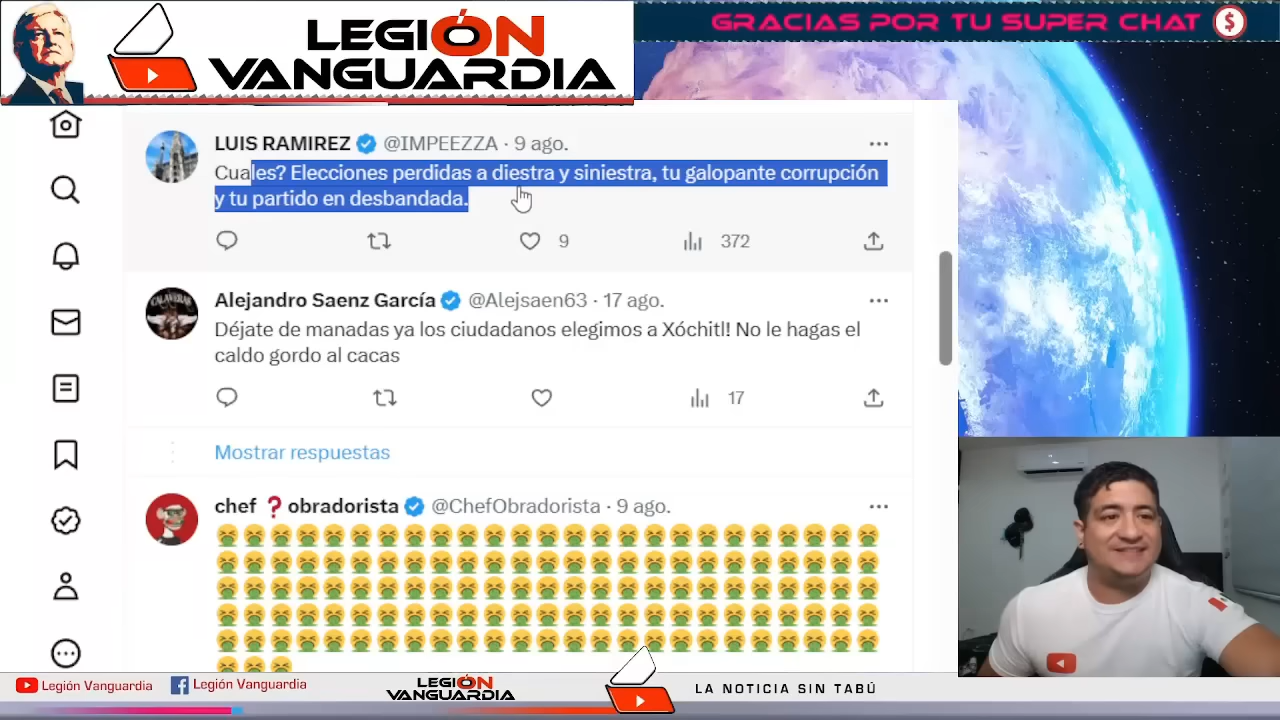 LEGIÓN
VANGUARDIA
GRACIAS POR TU SUPER CHAT $
LUIS RAMIREZ @IMPEEZZA · 9 ago.
Cuales? Elecciones perdidas a diestra y siniestra, tu galopante corrupción
y tu partido en desbandada.
9 372
Alejandro Saenz García @Alejsaen63 · 17 ago.
Déjate de manadas ya los ciudadanos elegimos a Xóchitl! No le hagas el
caldo gordo al cacas
17
Mostrar respuestas
chef ❓ obradorista @ChefObradorista · 9 ago.
Legión Vanguardia Legión Vanguardia
LEGIÓN
VANGUARDIA
LA NOTICIA SIN TABÚ